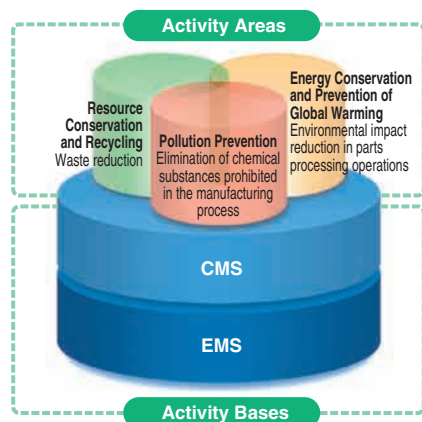 Activity Areas
Resource
Conservation
and Recycling
Waste reduction
Pollution Prevention
Elimination of chemical
substances prohibited
in the manufacturing
process
Energy Conservation
and Prevention of
Global Warming
Environmental impact
reduction in parts
processing operations
CMS
EMS
Activity Bases